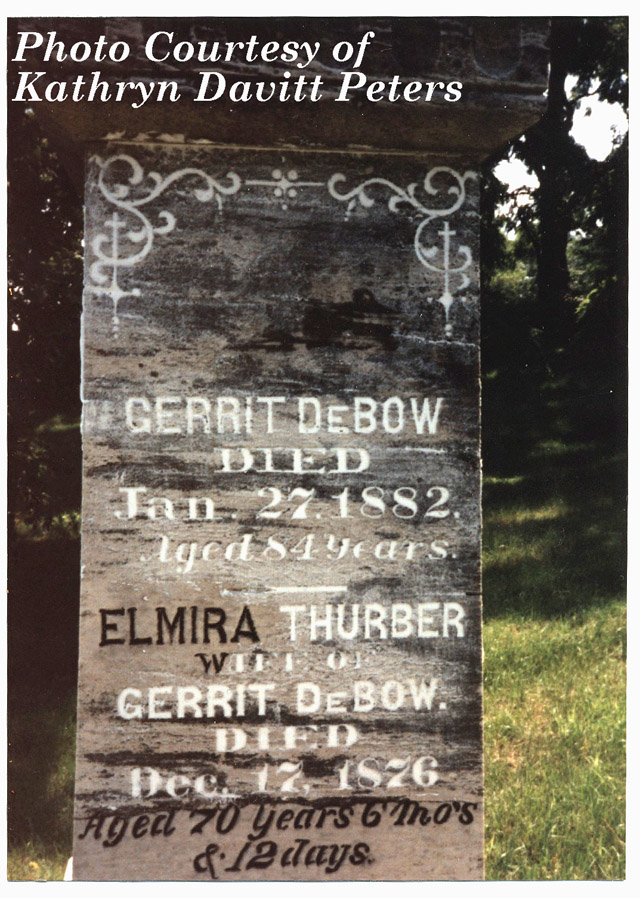 Photo Courtesy of
Kathryn Davitt Peters
GERRIT DEBOW
DIED
Jan. 27. 1882.
Aged 84 Years.
ELMIRA THURBER
WIFE OF
GERRIT DEBOW.
DIED
Dec. 17, 1876
Aged 70 Years 6 Mo's
& 12 days.